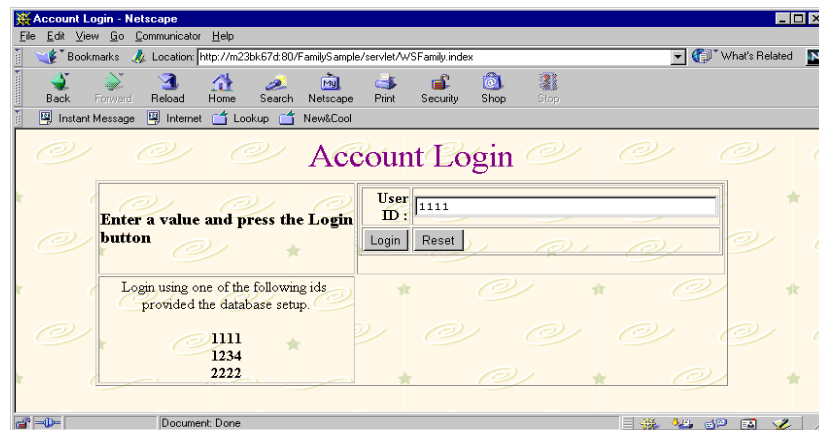 Account Login - Netscape
File Edit View Go Communicator Help
Bookmarks Location: http://m23bk67d:80/FamilySample/servlet/WSFamily.index What's Related
Back Forward Reload Home Search Netscape Print Security Shop Stop
Instant Message Internet Lookup New&Cool
Account Login
Enter a value and press the Login
button
User
ID :
1111
Login Reset
Login using one of the following ids
provided the database setup.
1111
1234
2222
Document: Done